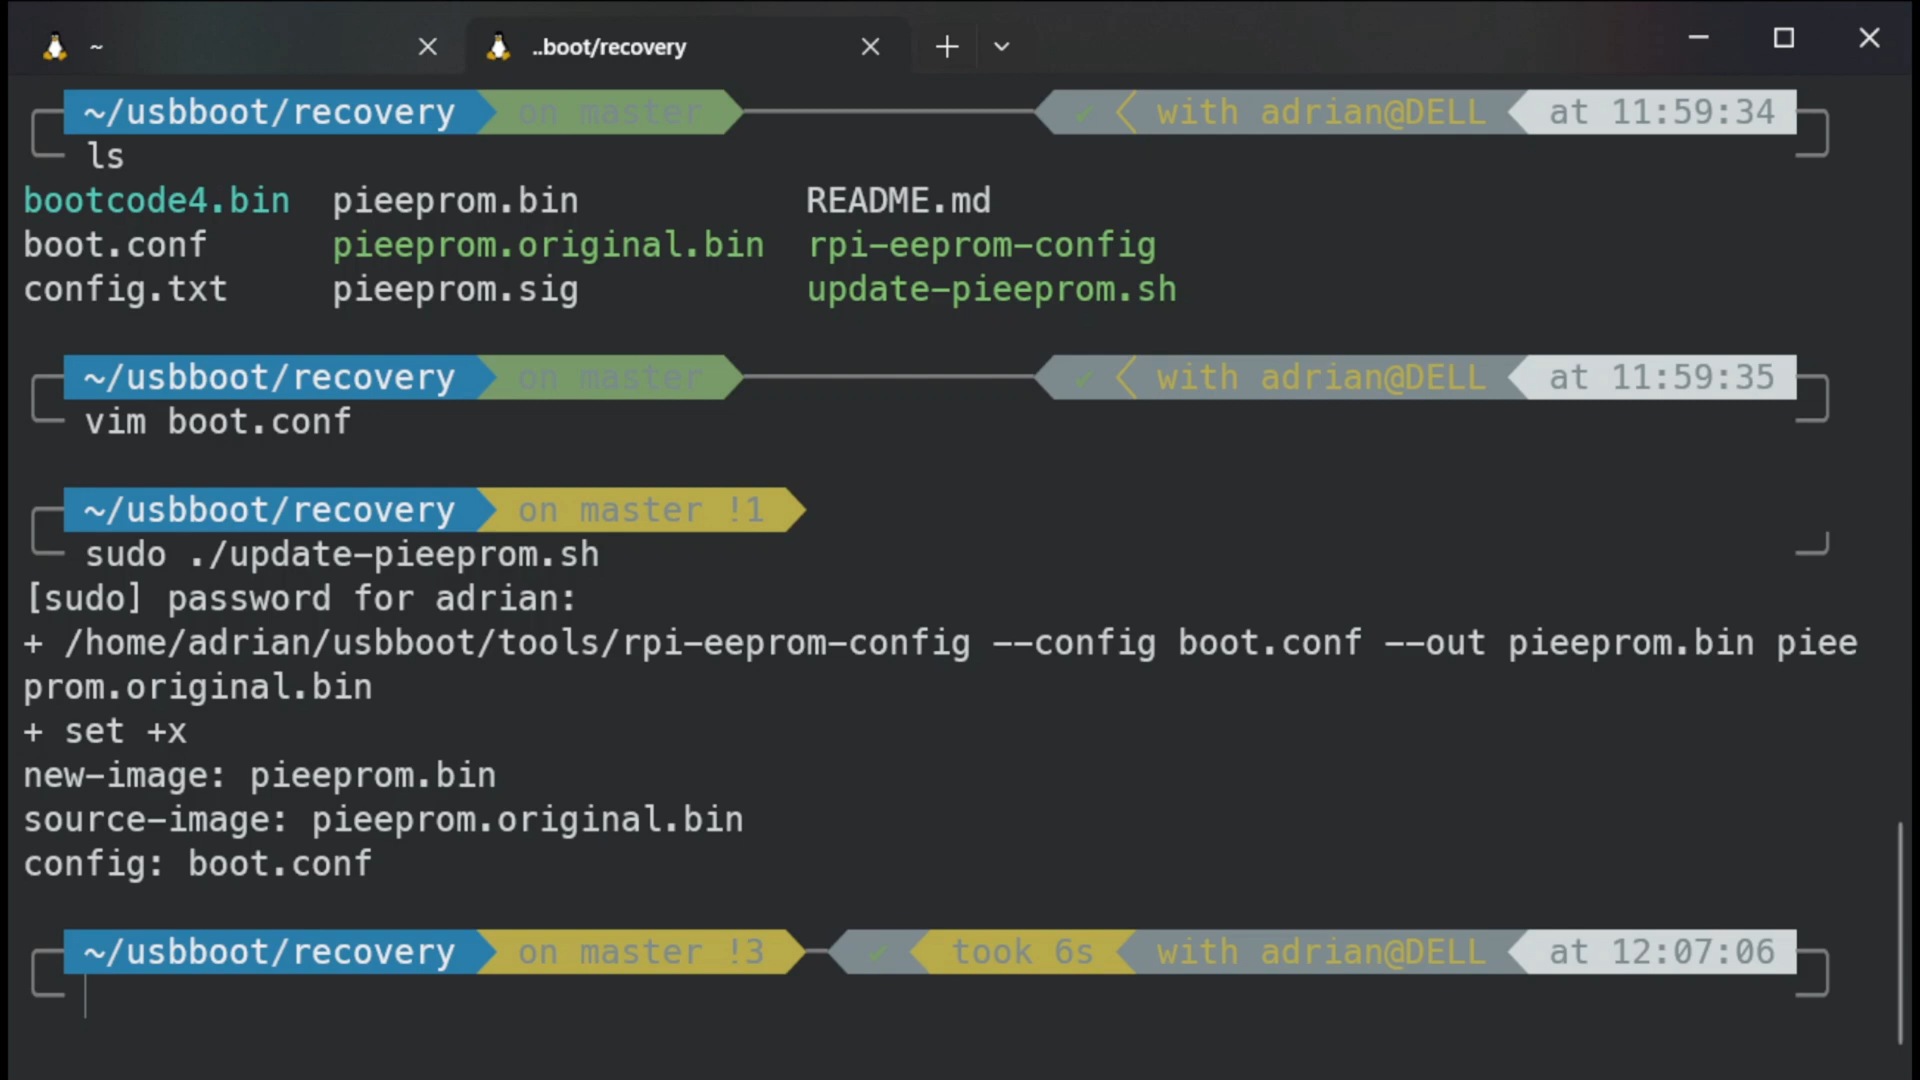 ~
..boot/recovery
~/usbboot/recovery on master ✓ with adrian@DELL at 11:59:34
ls
bootcode4.bin pieeprom.bin README.md
boot.conf pieeprom.original.bin rpi-eeprom-config
config.txt pieeprom.sig update-pieeprom.sh
~/usbboot/recovery on master ✓ with adrian@DELL at 11:59:35
vim boot.conf
~/usbboot/recovery on master !1
sudo ./update-pieeprom.sh
[sudo] password for adrian:
+ /home/adrian/usbboot/tools/rpi-eeprom-config --config boot.conf --out pieeprom.bin piee
prom.original.bin
+ set +x
new-image: pieeprom.bin
source-image: pieeprom.original.bin
config: boot.conf
~/usbboot/recovery on master !3 ✓ took 6s with adrian@DELL at 12:07:06